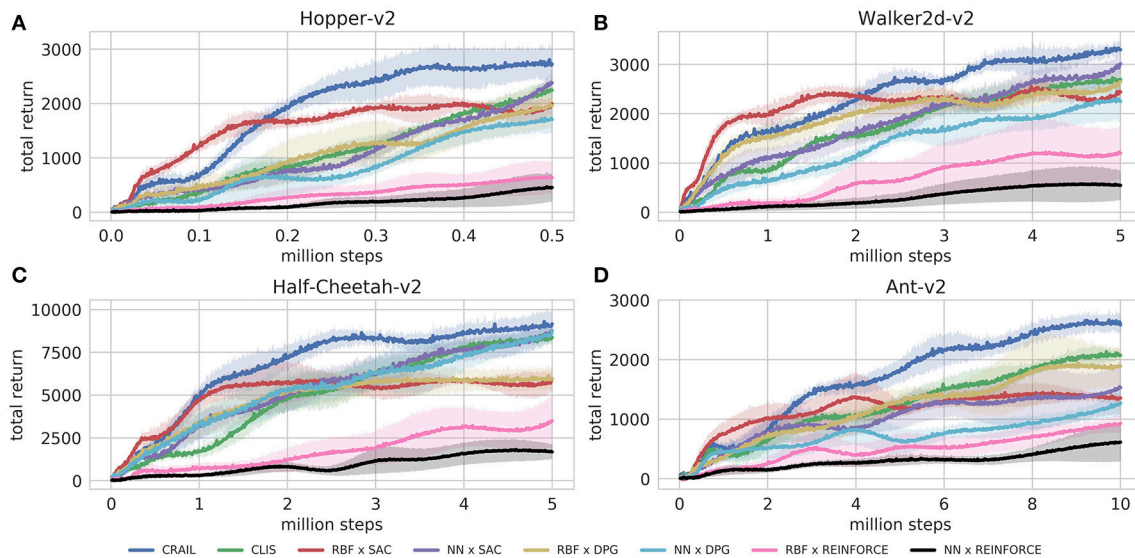 A
Hopper-v2
total return
3000
2000
1000
0
0.0 0.1 0.2 0.3 0.4 0.5
million steps
B
Walker2d-v2
total return
3000
2000
1000
0
0 1 2 3 4 5
million steps
C
Half-Cheetah-v2
total return
10000
7500
5000
2500
0
0 1 2 3 4 5
million steps
D
Ant-v2
total return
3000
2000
1000
0
0 2 4 6 8 10
million steps
CRAIL CLIS RBF x SAC NN x SAC RBF x DPG NN x DPG RBF x REINFORCE NN x REINFORCE